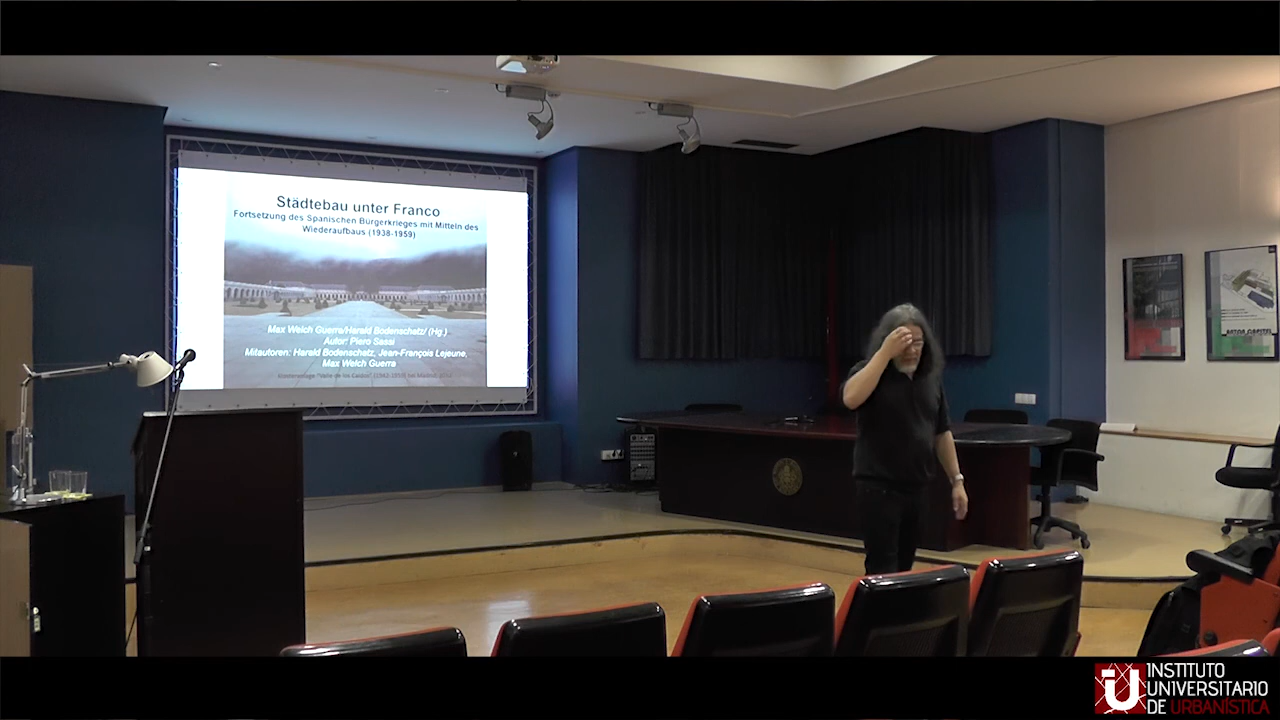 Städtebau unter Franco
Fortsetzung des Spanischen Bürgerkrieges mit Mitteln des
Wiederaufbaus (1938-1959)
Max Welch Guerra/Harald Bodenschatz/ (Hg.)
Autor: Piero Sassi
Mitautoren: Harald Bodenschatz, Jean-François Lejeune,
Max Welch Guerra
INSTITUTO
UNIVERSITARIO
DE URBANÍSTICA